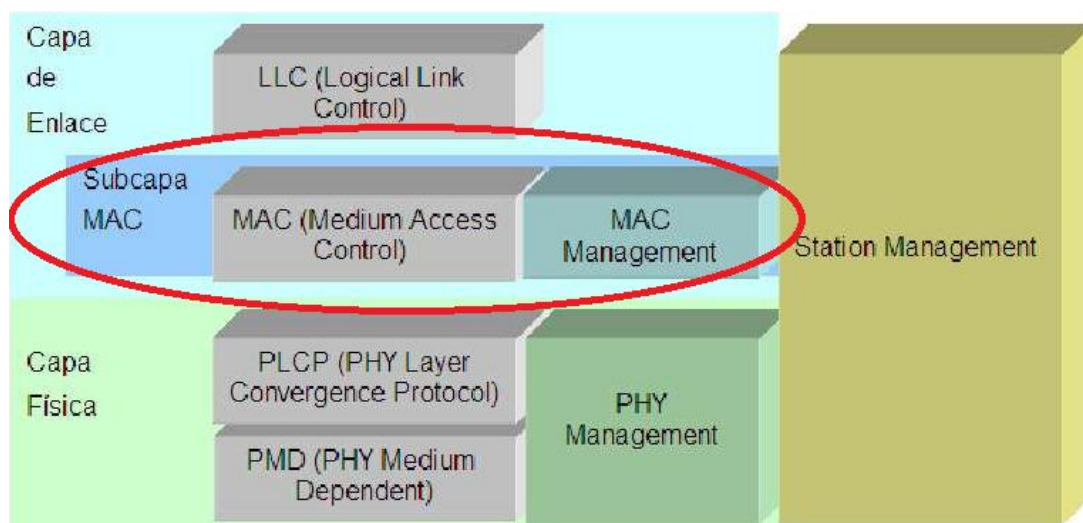 Capa
de
Enlace
LLC (Logical Link
Control)
Subcapa
MAC
MAC (Medium Access
Control)
MAC
Management
Station Management
Capa
Física
PLCP (PHY Layer
Convergence Protocol)
PHY
Management
PMD (PHY Medium
Dependent)